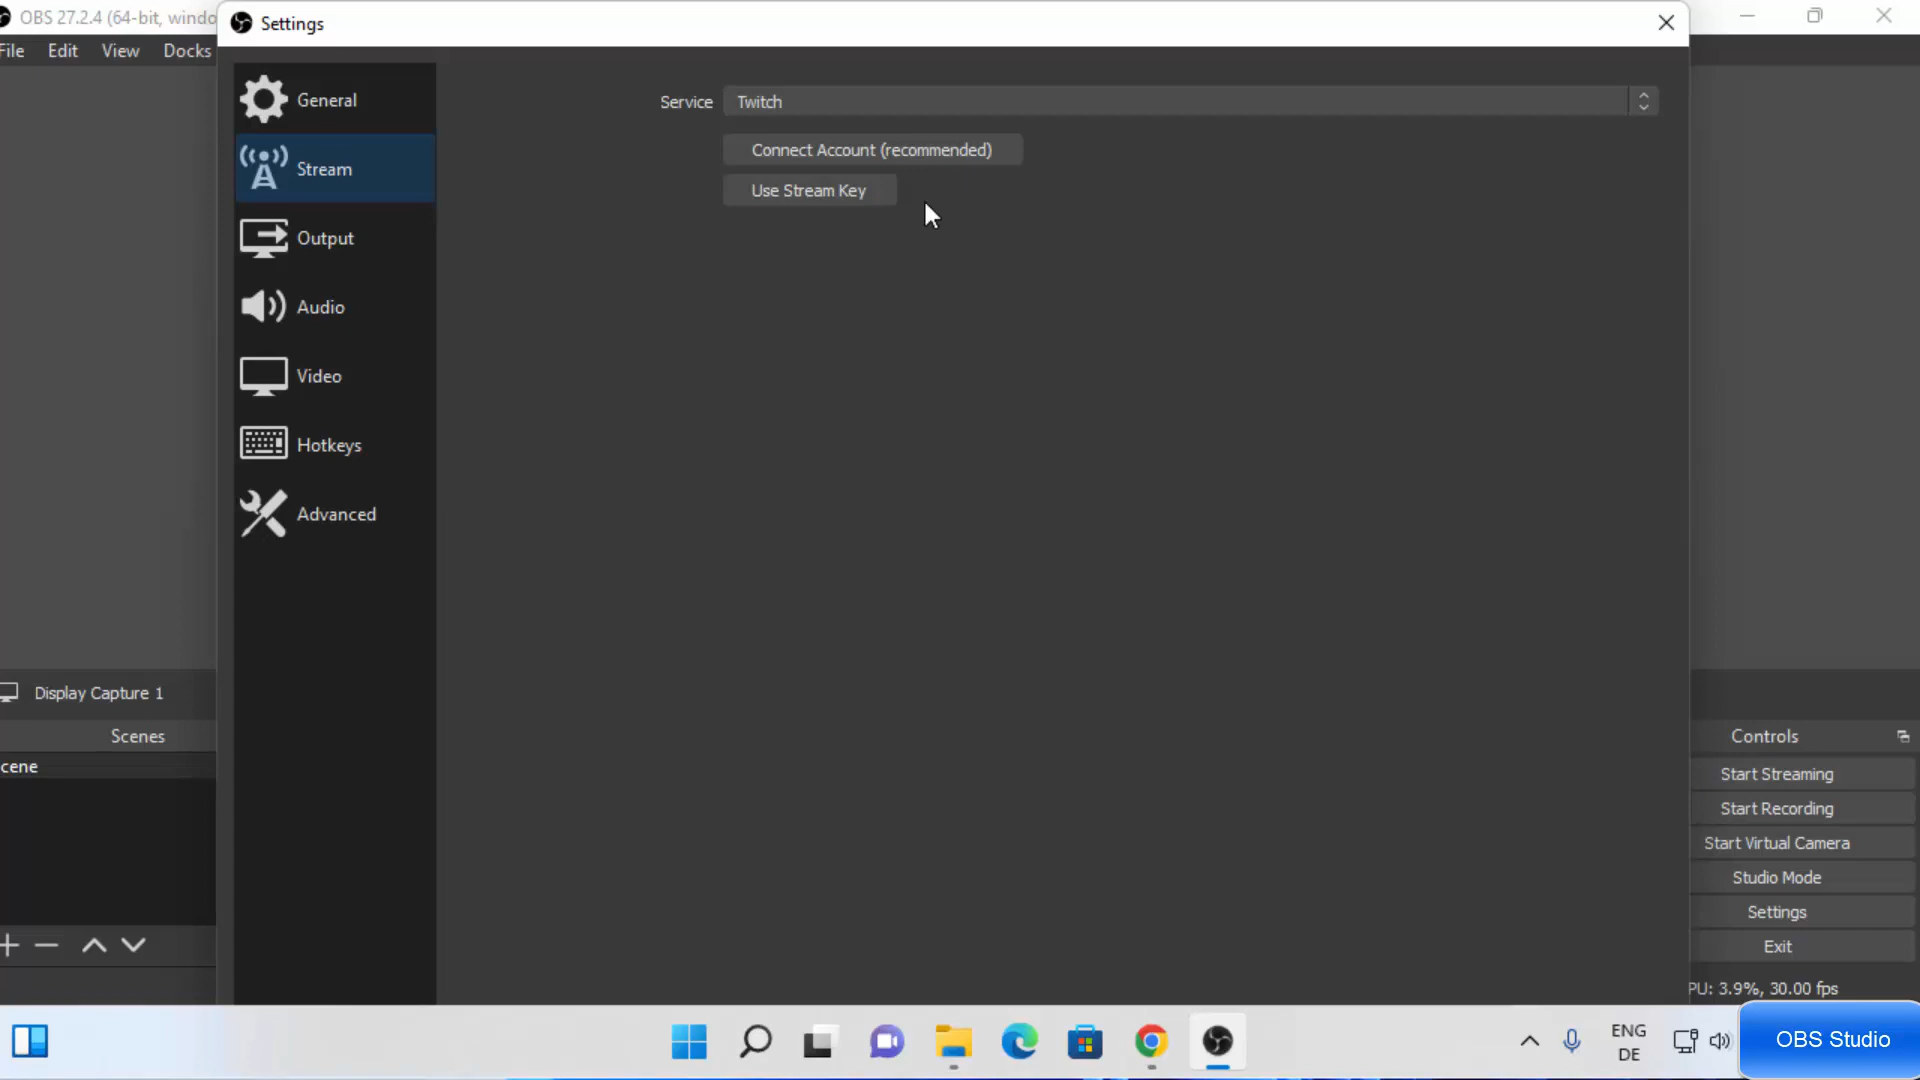 OBS 27.2.4 (64-bit, windo
Settings
File Edit View Docks
General
Stream
Output
Audio
Video
Hotkeys
Advanced
Service Twitch
Connect Account (recommended)
Use Stream Key
Display Capture 1
Scenes
cene
Controls
Start Streaming
Start Recording
Start Virtual Camera
Studio Mode
Settings
Exit
PU: 3.9%, 30.00 fps
ENG
DE
OBS Studio